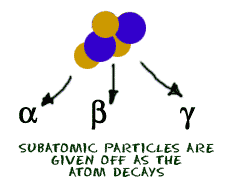 α β γ
SUBATOMIC PARTICLES ARE
GIVEN OFF AS THE
ATOM DECAYS